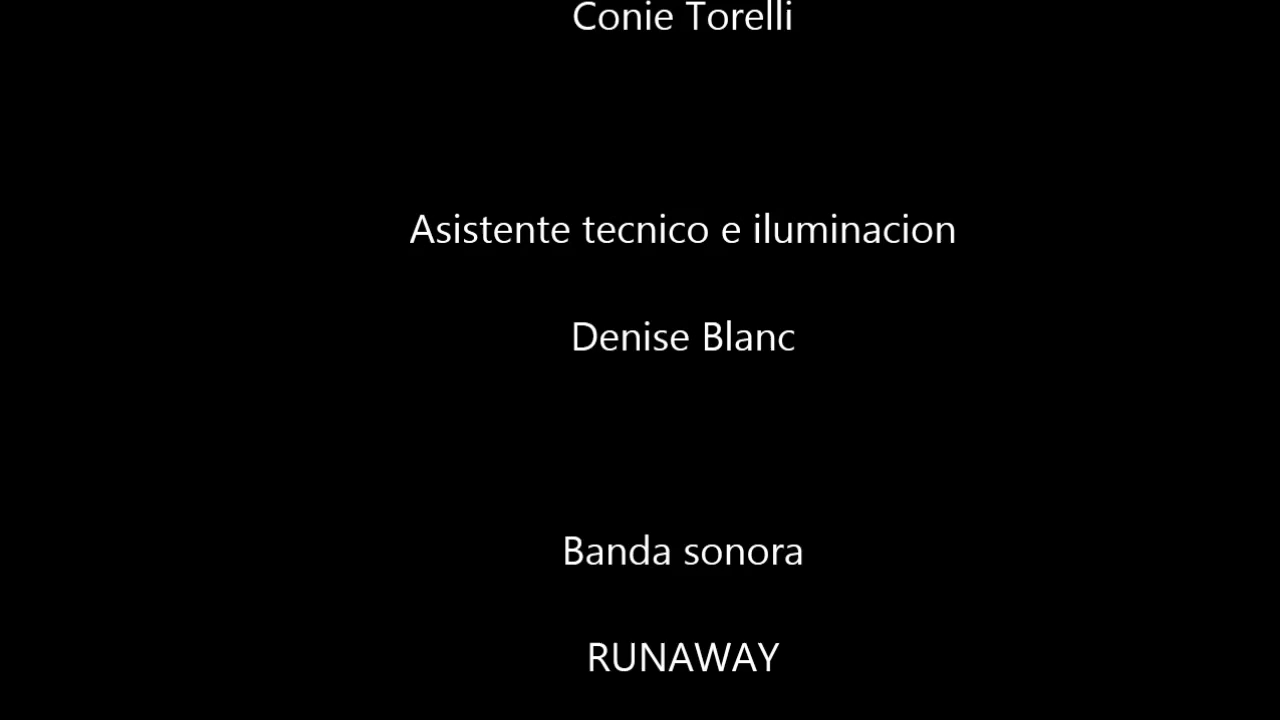 Conie Torelli
Asistente tecnico e iluminacion
Denise Blanc
Banda sonora
RUNAWAY